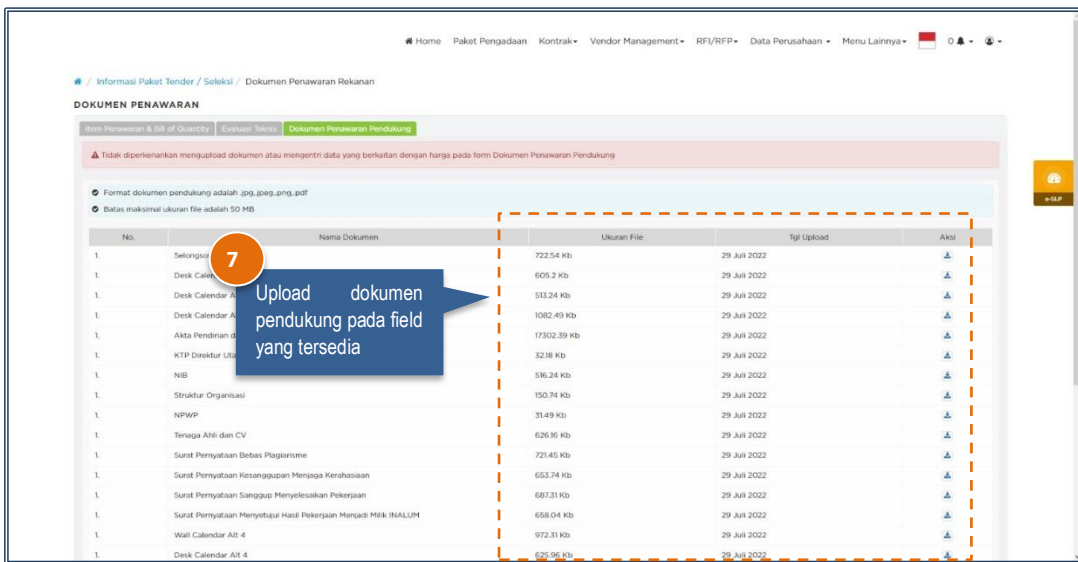 Home Paket Pengadaan Kontrak Vendor Management RFI/RFP Data Perusahaan Menu Lainnya 0
/ Informasi Paket Tender / Seleksi / Dokumen Penawaran Rekanan
DOKUMEN PENAWARAN
Item Penawaran & Bill of Quantity Evaluasi Teknis Dokumen Penawaran Pendukung
Tidak diperkenankan mengupload dokumen atau mengentri data yang berkaitan dengan harga pada form Dokumen Penawaran Pendukung
e-SLP
Format dokumen pendukung adalah .jpg,.jpeg,.png,.pdf
Batas maksimal ukuran file adalah 50 MB
No. Nama Dokumen Ukuran File Tgl Upload Aksi
1. 722.54 Kb 29 Juli 2022
1. Desk 605.2 Kb 29 Juli 2022
1. Desk Calendar 513.24 Kb 29 Juli 2022
1. Desk Calendar 1082.49 Kb 29 Juli 2022
1. Akta Pendirian 17302.39 Kb 29 Juli 2022
1. KTP Direktur 32.18 Kb 29 Juli 2022
1. NIB 516.24 Kb 29 Juli 2022
1. Struktur Organisasi 150.74 Kb 29 Juli 2022
1. NPWP 31.49 Kb 29 Juli 2022
1. Tenaga Ahli dan CV 626.16 Kb 29 Juli 2022
1. Surat Pernyataan Bebas Plagiarisme 721.45 Kb 29 Juli 2022
1. Surat Pernyataan Kesanggupan Menjaga Kerahasiaan 653.74 Kb 29 Juli 2022
1. Surat Pernyataan Sanggup Menyelesaikan Pekerjaan 687.31 Kb 29 Juli 2022
1. Surat Pernyataan Menyetujui Hasil Pekerjaan Menjadi Milik INALUM 658.04 Kb 29 Juli 2022
1. Wall Calendar Alt 4 972.31 Kb 29 Juli 2022
1. Desk Calendar Alt 4 625.96 Kb 29 Juli 2022
7
Upload dokumen
pendukung pada field
yang tersedia